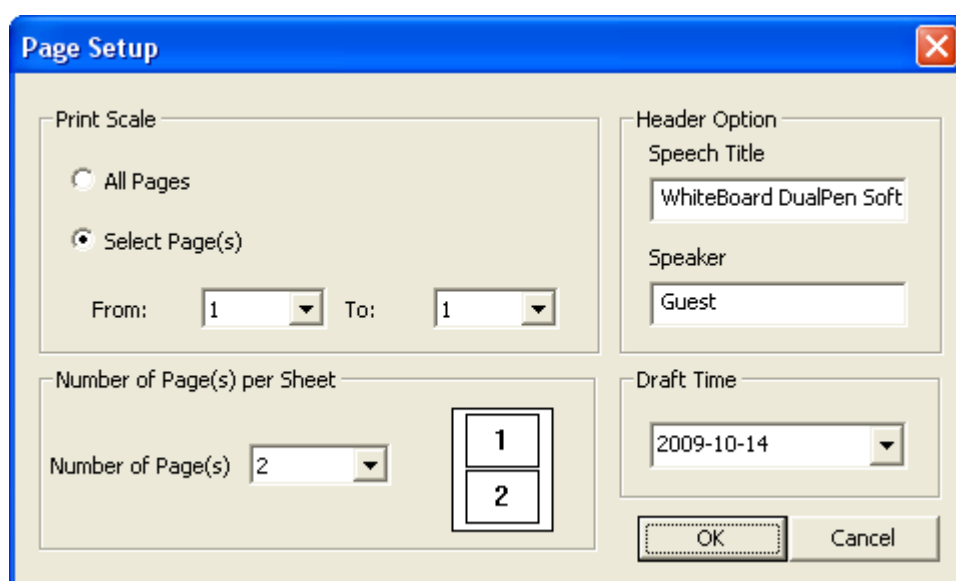 Page Setup
Print Scale
All Pages
Select Page(s)
From: 1 To: 1
Header Option
Speech Title
WhiteBoard DualPen Soft
Speaker
Guest
Number of Page(s) per Sheet
Number of Page(s) 2
1
2
Draft Time
2009-10-14
OK Cancel